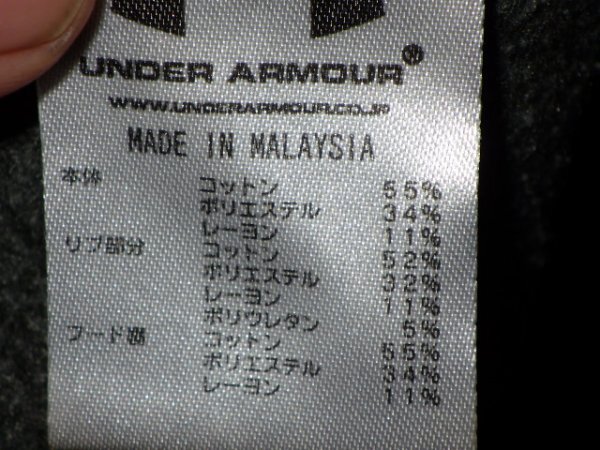 UNDER ARMOUR®
WWW.UNDERARMOUR.CO.JP
MADE IN MALAYSIA
本体 コットン 55%
ポリエステル 34%
レーヨン 11%
リブ部分 コットン 52%
ポリエステル 32%
レーヨン 11%
ポリウレタン 5%
フード裏 コットン 55%
ポリエステル 34%
レーヨン 11%